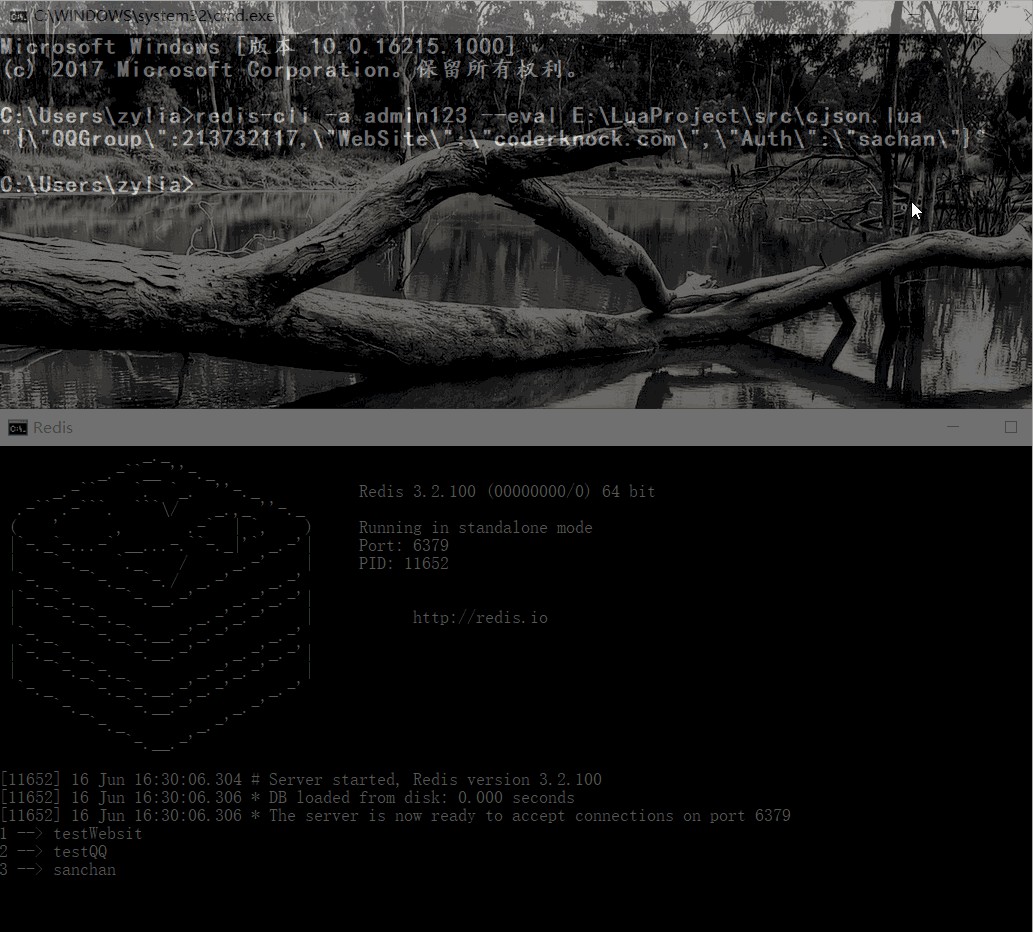 C:\WINDOWS\system32\cmd.exe
Microsoft Windows [版本 10.0.16215.1000]
(c) 2017 Microsoft Corporation。保留所有权利。
C:\Users\zylia>redis-cli -a admin123 --eval E:\LuaProject\src\cjson.lua
"{\"QQGroup\":213732117,\"WebSite\":\"coderknock.com\",\"Auth\":\"sachan\"}"
C:\Users\zylia>
Redis
Redis 3.2.100 (00000000/0) 64 bit
Running in standalone mode
Port: 6379
PID: 11652
http://redis.io
[11652] 16 Jun 16:30:06.304 # Server started, Redis version 3.2.100
[11652] 16 Jun 16:30:06.306 * DB loaded from disk: 0.000 seconds
[11652] 16 Jun 16:30:06.306 * The server is now ready to accept connections on port 6379
1 --> testWebsit
2 --> testQQ
3 --> sanchan